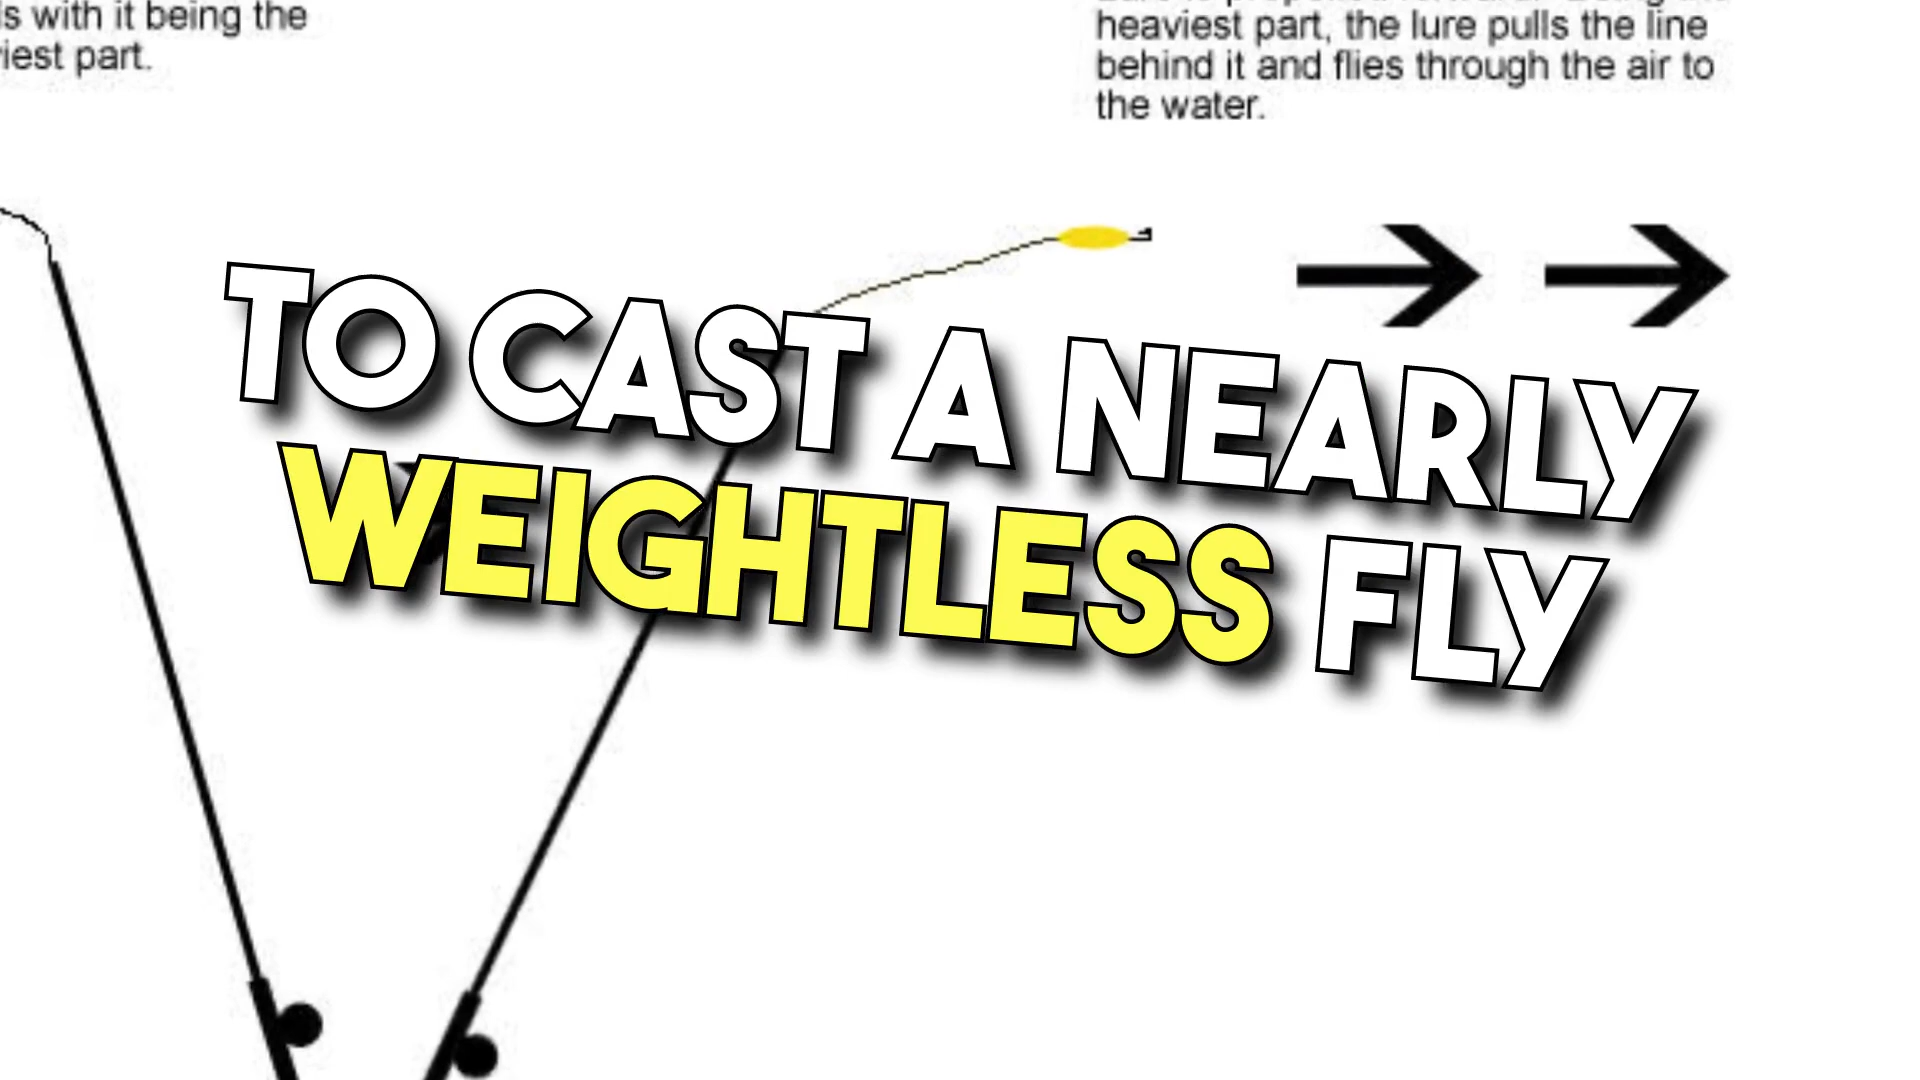 with it being the
part.
heaviest part, the lure pulls the line
behind it and flies through the air to
the water.
TO CAST A NEARLY
WEIGHTLESS FLY